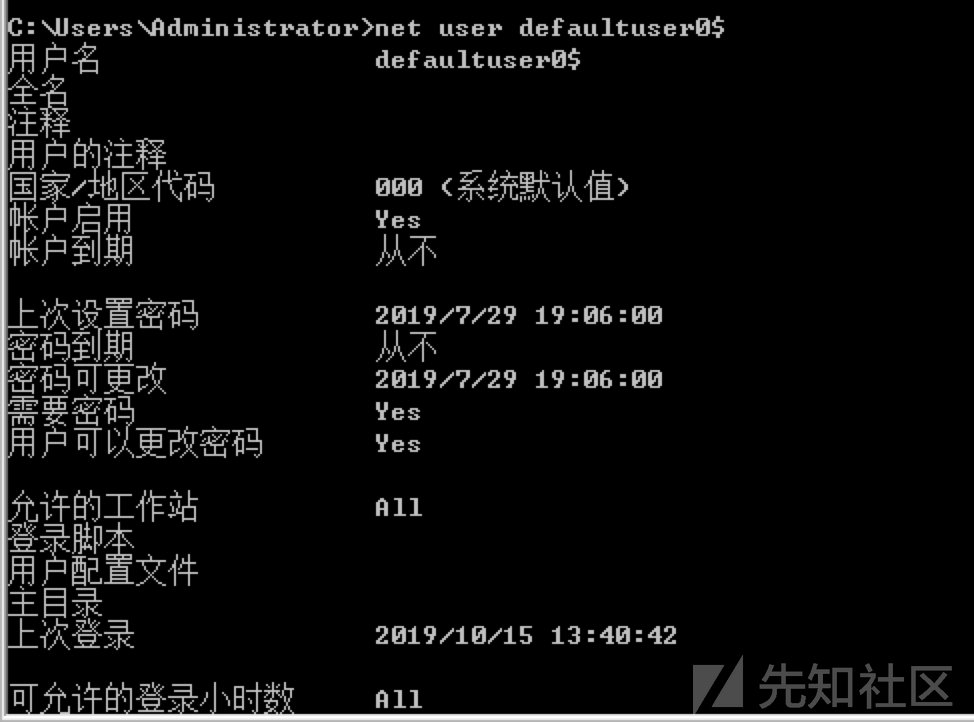 C:\Users\Administrator>net user defaultuser0$
用户名 defaultuser0$
全名
注释
用户的注释
国家/地区代码 000 (系统默认值)
帐户启用 Yes
帐户到期 从不
上次设置密码 2019/7/29 19:06:00
密码到期 从不
密码可更改 2019/7/29 19:06:00
需要密码 Yes
用户可以更改密码 Yes
允许的工作站 All
登录脚本
用户配置文件
主目录
上次登录 2019/10/15 13:40:42
可允许的登录小时数 All
先知社区